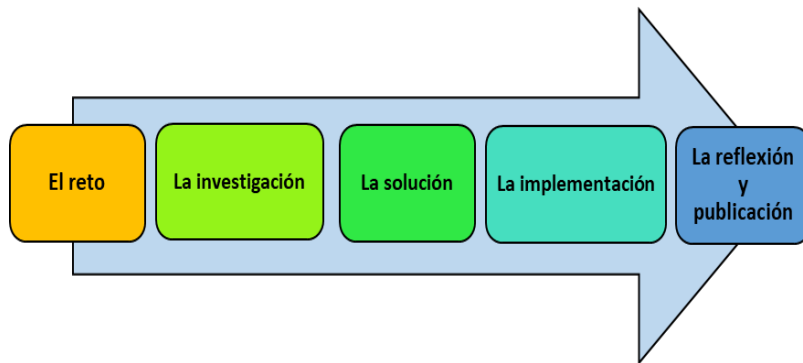 El reto
La investigación
La solución
La implementación
La reflexión
y
publicación